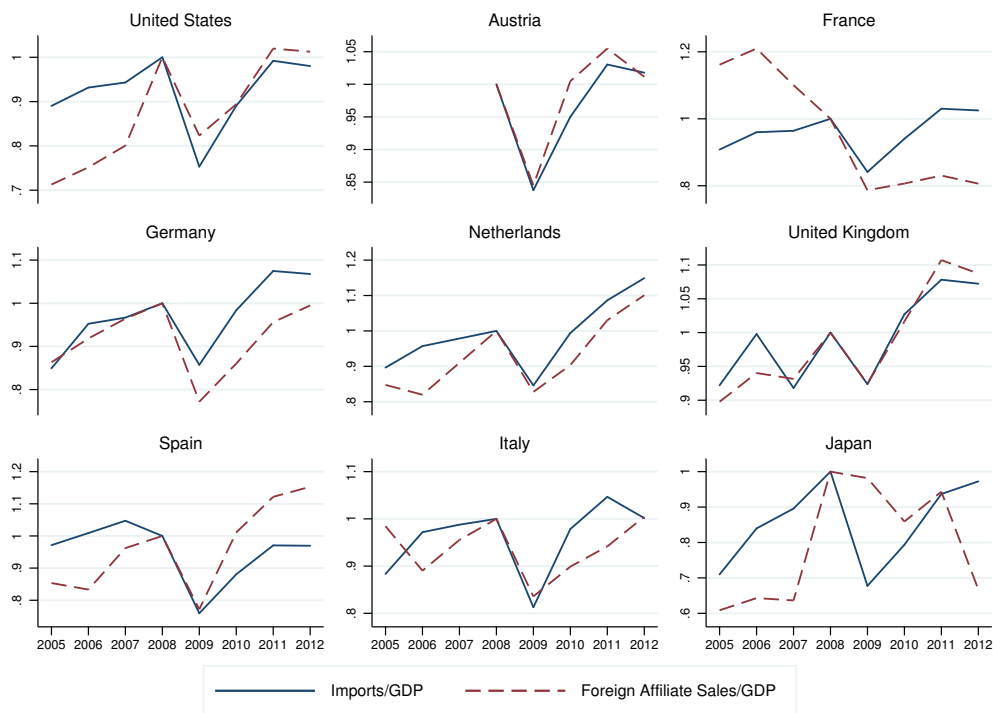 United States
Austria
France
.7 .8 .9 1
.85 .9 .95 1 1.05
.8 1 1.2
Germany
Netherlands
United Kingdom
.8 .9 1 1.1
.8 .9 1 1.1 1.2
.9 .95 1 1.05 1.1
Spain
Italy
Japan
.8 .9 1 1.1 1.2
.8 .9 1 1.1
.6 .7 .8 .9 1
2005 2006 2007 2008 2009 2010 2011 2012
2005 2006 2007 2008 2009 2010 2011 2012
2005 2006 2007 2008 2009 2010 2011 2012
Imports/GDP
Foreign Affiliate Sales/GDP